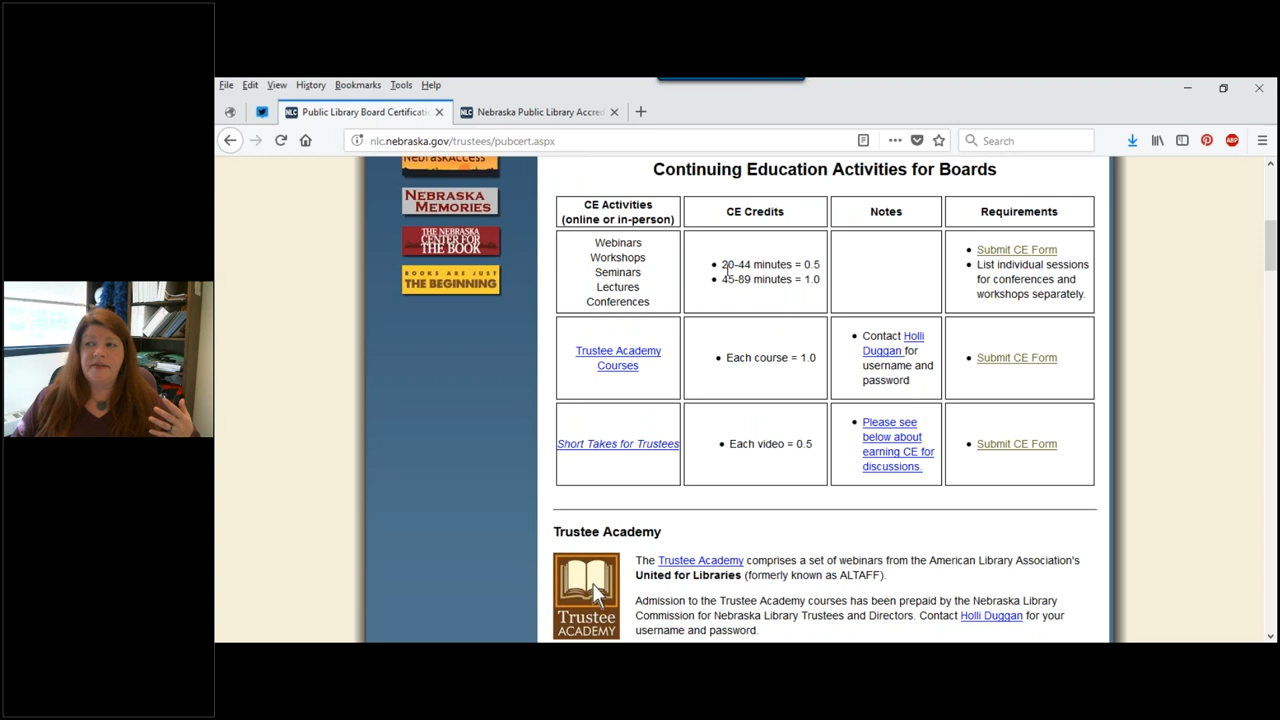 File Edit View History Bookmarks Tools Help
NLC Public Library Board Certificati
NLC Nebraska Public Library Accred
nlc.nebraska.gov/trustees/pubcert.aspx
Search
ABP
NebraskAccess
NEBRASKA
MEMORIES
THE NEBRASKA
CENTER FOR
THE BOOK
BOOKS ARE JUST
THE BEGINNING
Continuing Education Activities for Boards
CE Activities
(online or in-person)
CE Credits
Notes
Requirements
Webinars
Workshops
Seminars
Lectures
Conferences
• 20-44 minutes = 0.5
• 45-89 minutes = 1.0
• Submit CE Form
• List individual sessions
for conferences and
workshops separately.
Trustee Academy
Courses
• Each course = 1.0
• Contact Holli
Duggan for
username and
password
• Submit CE Form
Short Takes for Trustees
• Each video = 0.5
• Please see
below about
earning CE for
discussions.
• Submit CE Form
Trustee Academy
Trustee
ACADEMY
The Trustee Academy comprises a set of webinars from the American Library Association's
United for Libraries (formerly known as ALTAFF).
Admission to the Trustee Academy courses has been prepaid by the Nebraska Library
Commission for Nebraska Library Trustees and Directors. Contact Holli Duggan for your
username and password.